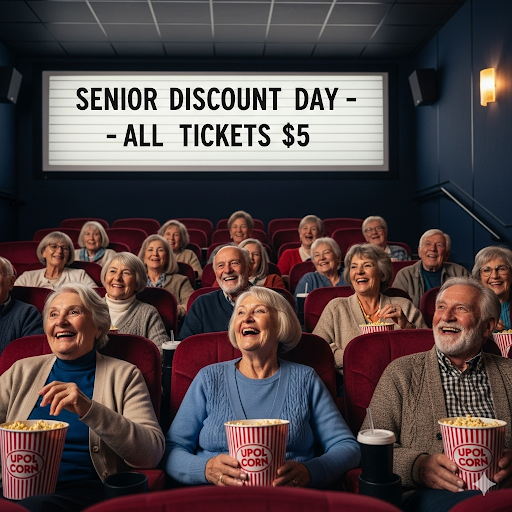 SENIOR DISCOUNT DAY -
- ALL TICKETS $5
UPOL
CORN
UPOL
CORN
UPOL
CORN